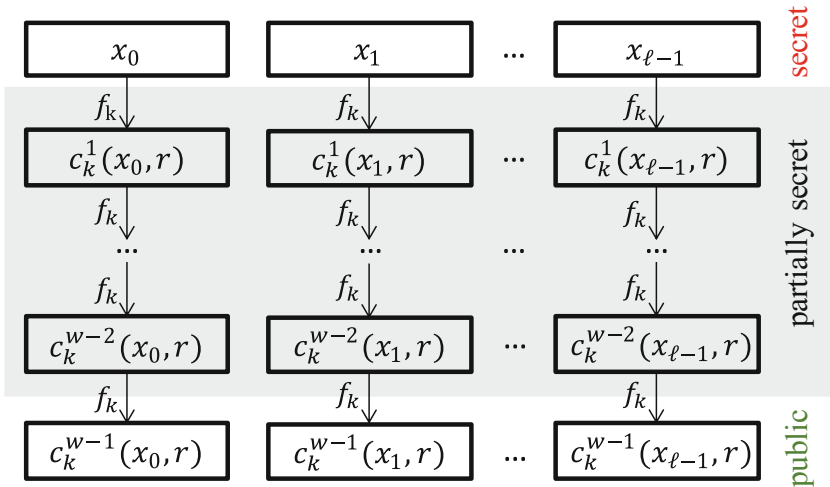 x_0 x_1 ... x_{ℓ−1} secret
f_k f_k f_k
c_k^1(x_0, r) c_k^1(x_1, r) ... c_k^1(x_{ℓ−1}, r)
f_k f_k f_k
... ... ... ... partially secret
f_k f_k f_k
c_k^{w−2}(x_0, r) c_k^{w−2}(x_1, r) ... c_k^{w−2}(x_{ℓ−1}, r)
f_k f_k f_k
c_k^{w−1}(x_0, r) c_k^{w−1}(x_1, r) ... c_k^{w−1}(x_{ℓ−1}, r) public